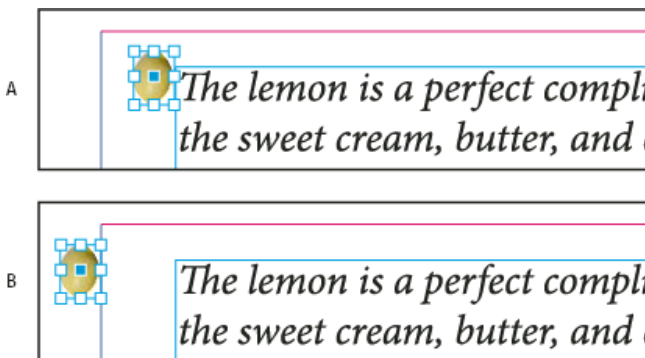 A
The lemon is a perfect compl
the sweet cream, butter, and
B
The lemon is a perfect compl
the sweet cream, butter, and